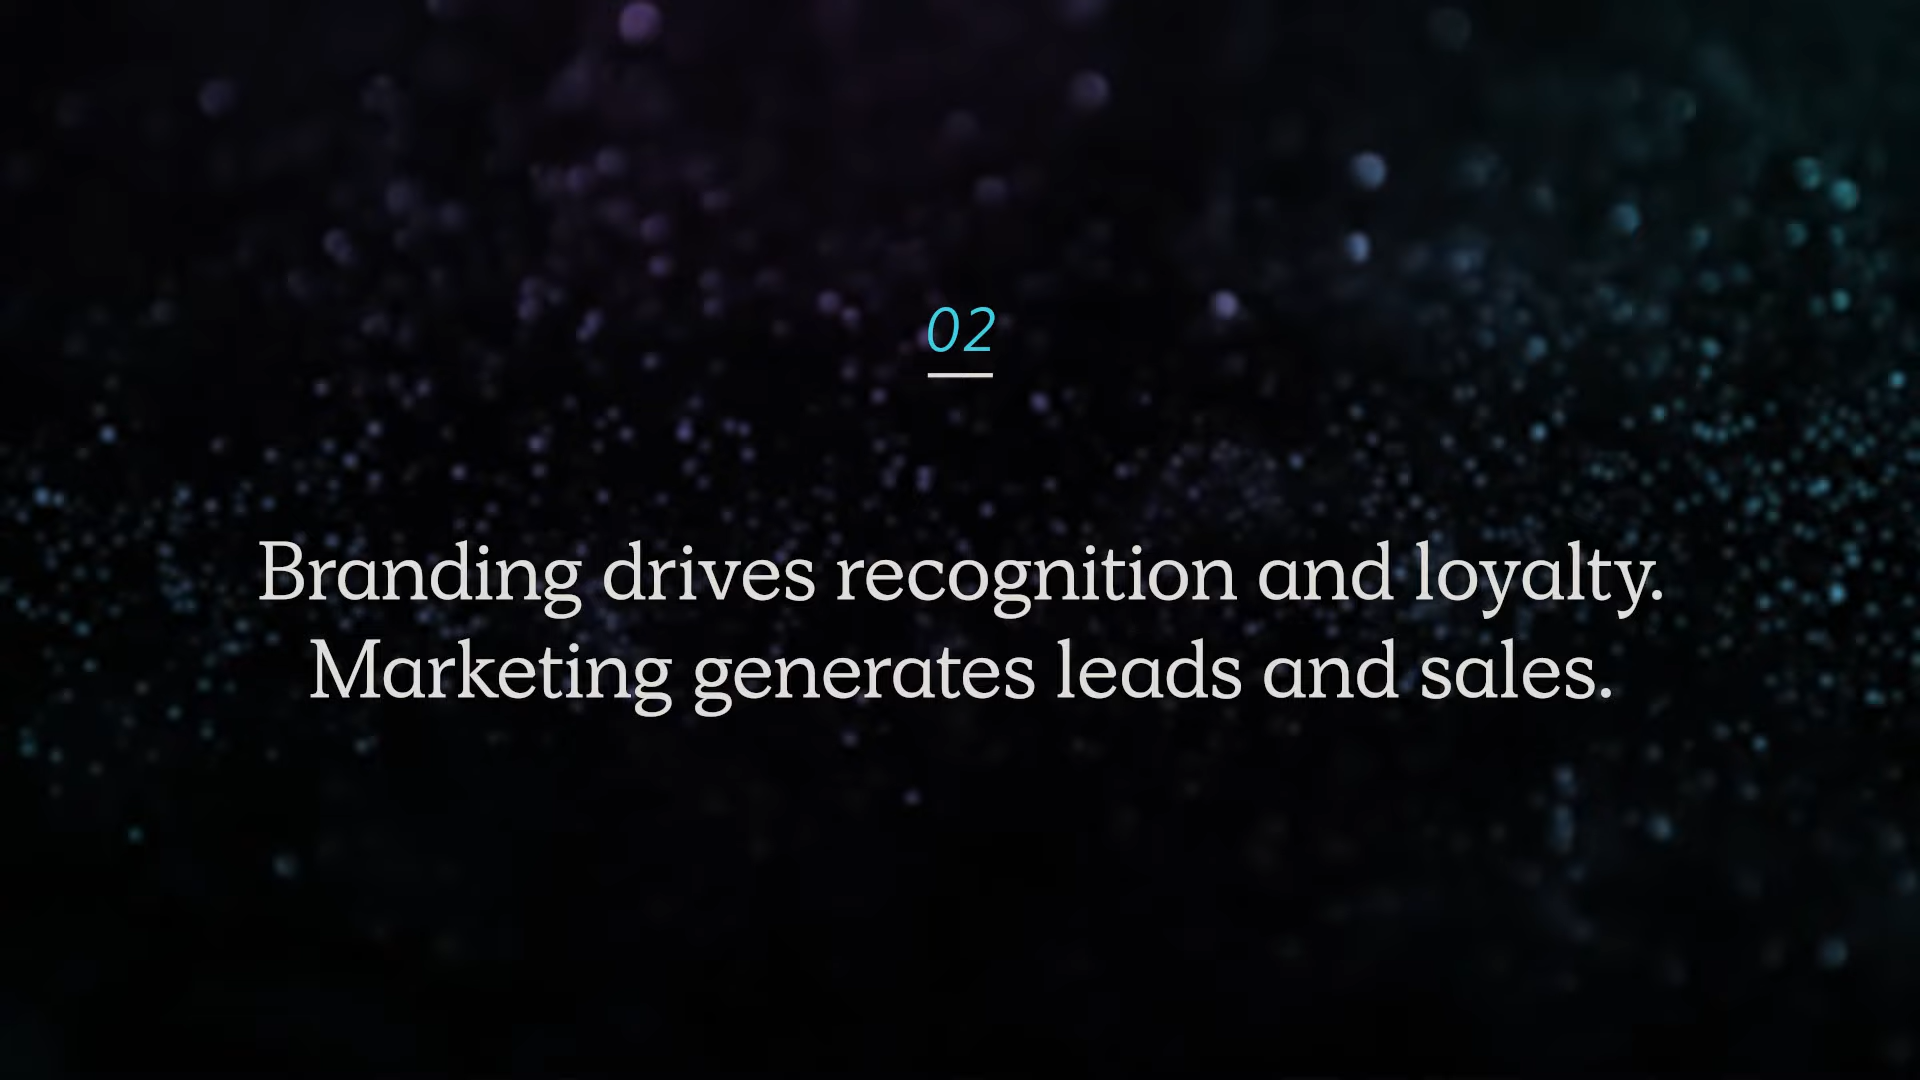 02
Branding drives recognition and loyalty.
Marketing generates leads and sales.